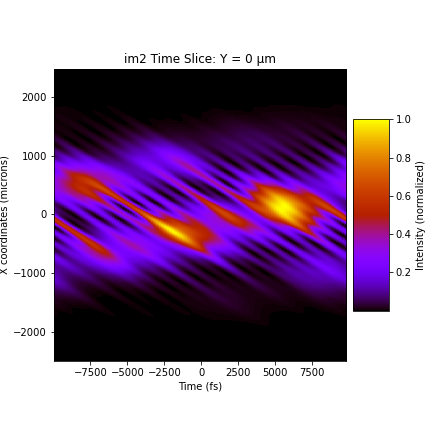 im2 Time Slice: Y = 0 μm
2000
1000
0
−1000
−2000
X coordinates (microns)
−7500 −5000 −2500 0 2500 5000 7500
Time (fs)
1.0
0.8
0.6
0.4
0.2
Intensity (normalized)